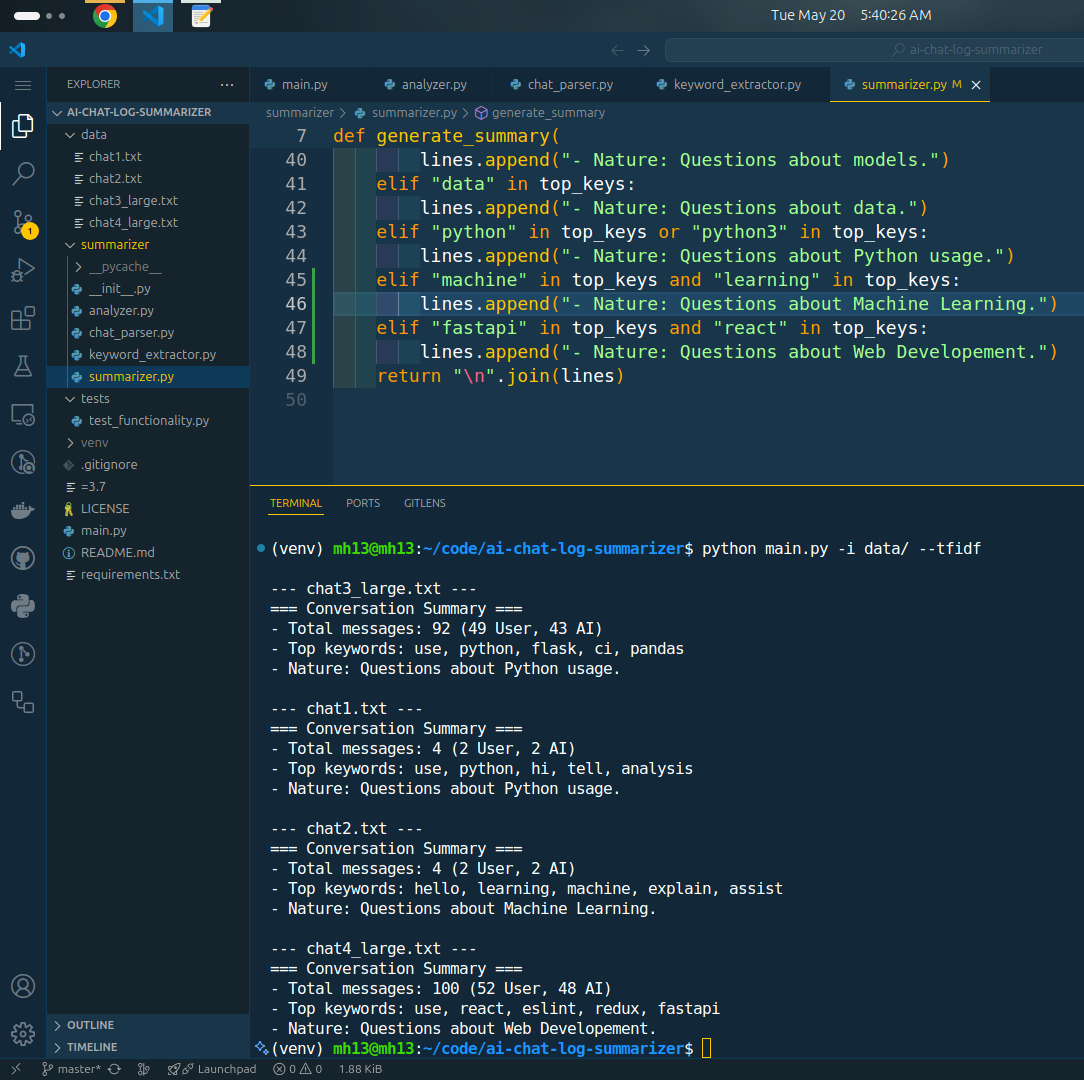 Tue May 20 5:40:26 AM
ai-chat-log-summarizer
EXPLORER
AI-CHAT-LOG-SUMMARIZER
data
chat1.txt
chat2.txt
chat3_large.txt
chat4_large.txt
summarizer
__pycache__
__init__.py
analyzer.py
chat_parser.py
keyword_extractor.py
summarizer.py
tests
test_functionality.py
venv
.gitignore
=3.7
LICENSE
main.py
README.md
requirements.txt
OUTLINE
TIMELINE
1
main.py analyzer.py chat_parser.py keyword_extractor.py summarizer.py M
summarizer > summarizer.py > generate_summary
7 def generate_summary(
40 lines.append("- Nature: Questions about models.")
41 elif "data" in top_keys:
42 lines.append("- Nature: Questions about data.")
43 elif "python" in top_keys or "python3" in top_keys:
44 lines.append("- Nature: Questions about Python usage.")
45 elif "machine" in top_keys and "learning" in top_keys:
46 lines.append("- Nature: Questions about Machine Learning.")
47 elif "fastapi" in top_keys and "react" in top_keys:
48 lines.append("- Nature: Questions about Web Developement.")
49 return "\n".join(lines)
50
TERMINAL PORTS GITLENS
(venv) mh13@mh13:~/code/ai-chat-log-summarizer$ python main.py -i data/ --tfidf
--- chat3_large.txt ---
=== Conversation Summary ===
- Total messages: 92 (49 User, 43 AI)
- Top keywords: use, python, flask, ci, pandas
- Nature: Questions about Python usage.
--- chat1.txt ---
=== Conversation Summary ===
- Total messages: 4 (2 User, 2 AI)
- Top keywords: use, python, hi, tell, analysis
- Nature: Questions about Python usage.
--- chat2.txt ---
=== Conversation Summary ===
- Total messages: 4 (2 User, 2 AI)
- Top keywords: hello, learning, machine, explain, assist
- Nature: Questions about Machine Learning.
--- chat4_large.txt ---
=== Conversation Summary ===
- Total messages: 100 (52 User, 48 AI)
- Top keywords: use, react, eslint, redux, fastapi
- Nature: Questions about Web Developement.
(venv) mh13@mh13:~/code/ai-chat-log-summarizer$
master* Launchpad 0 0 1.88 KiB